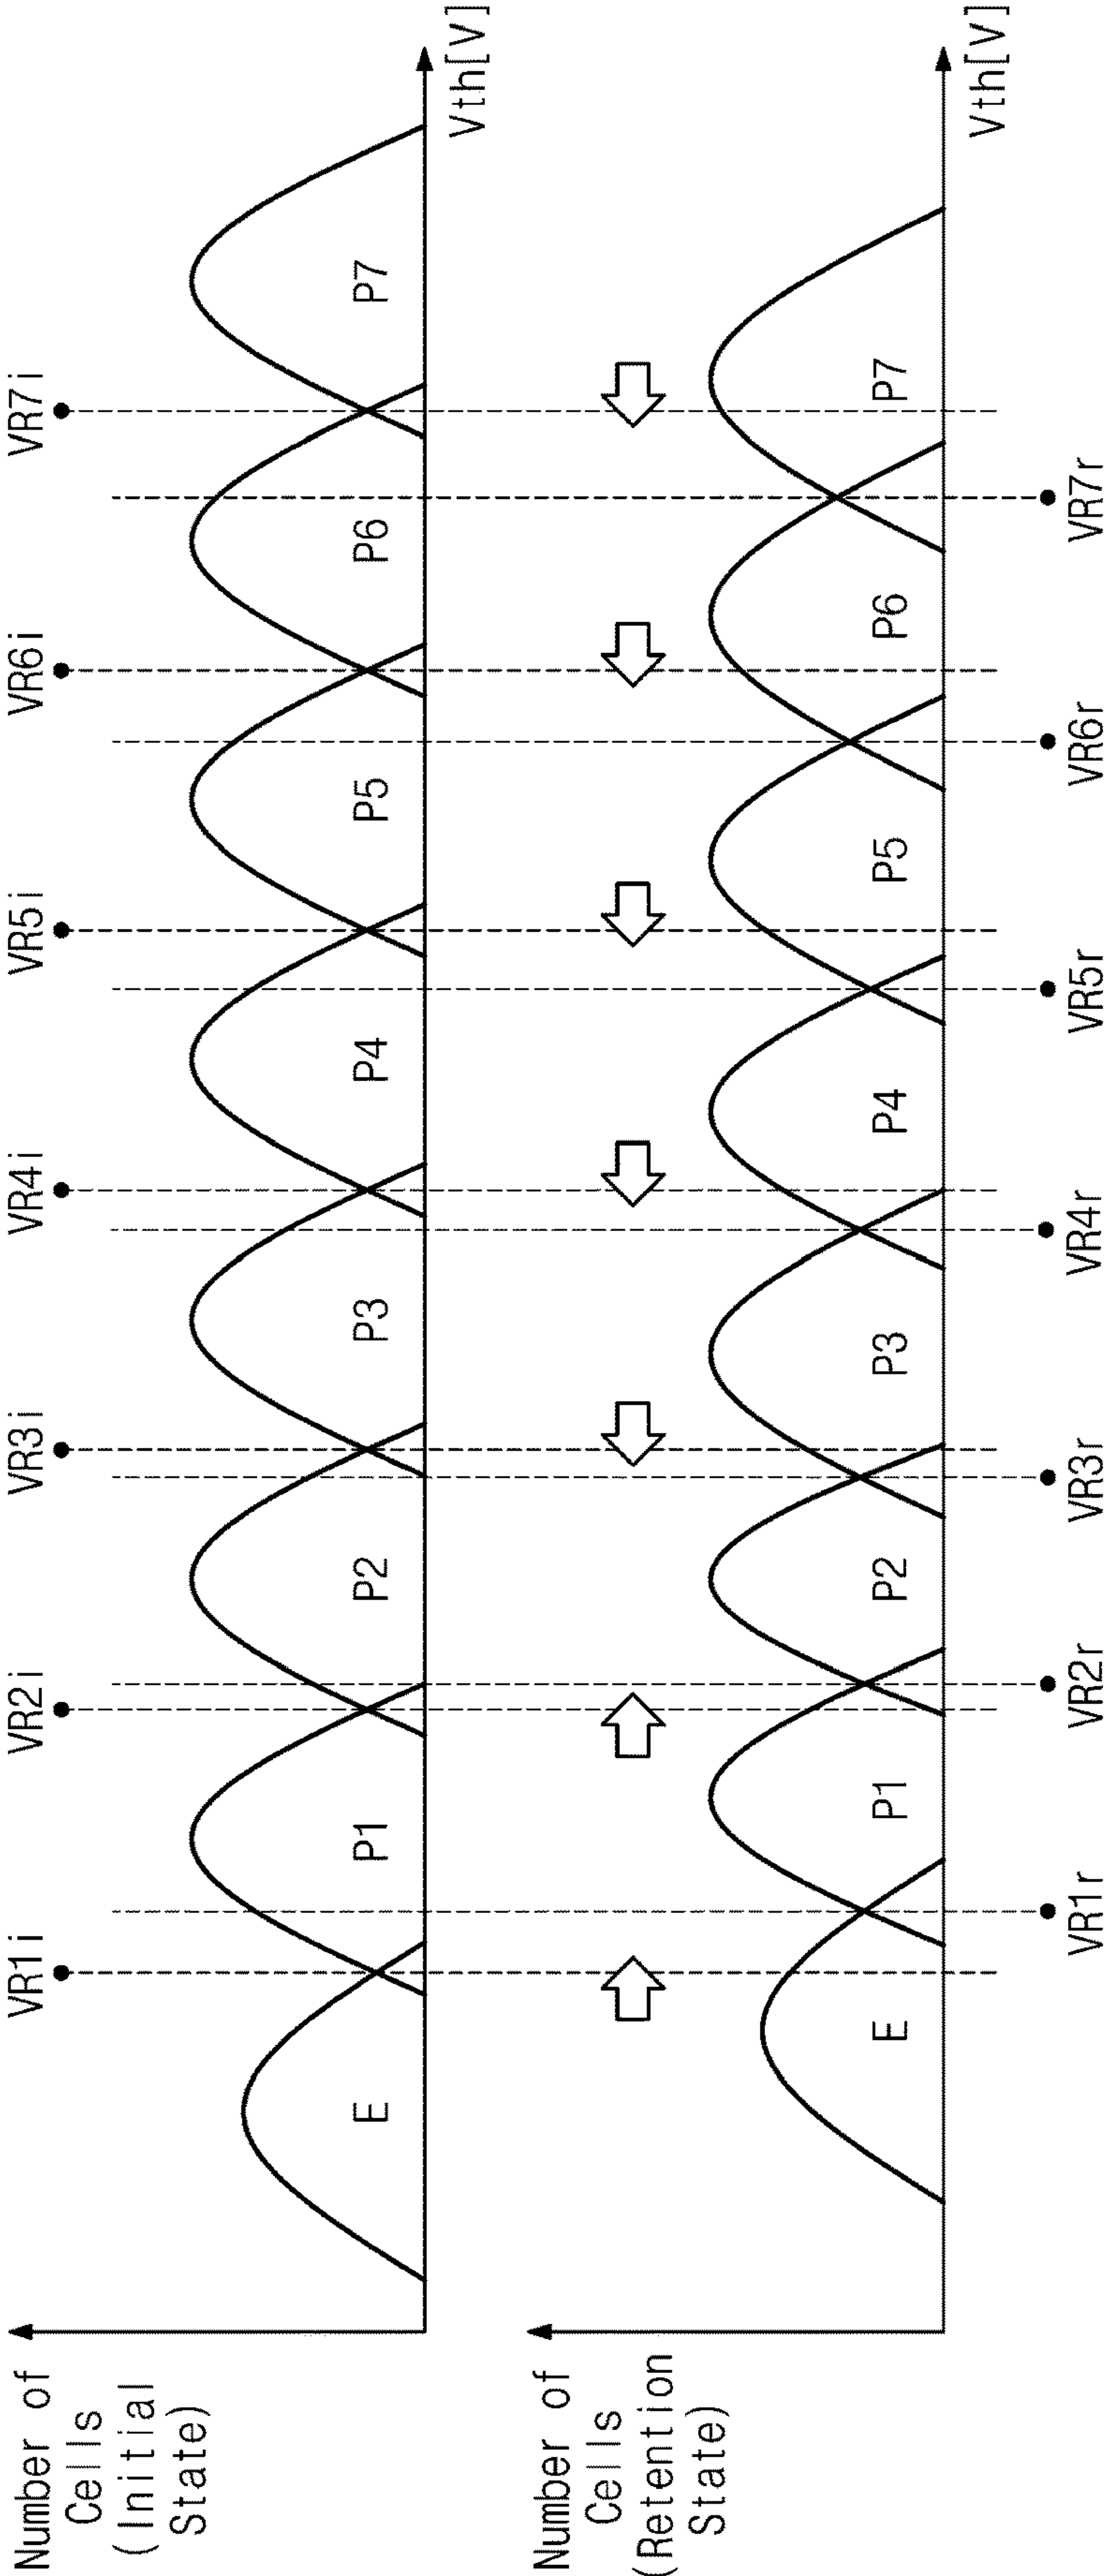 Number of
Cells
(Initial
State)
VR1i
VR2i
VR3i
VR4i
VR5i
VR6i
VR7i
E
P1
P2
P3
P4
P5
P6
P7
Vth[V]
Number of
Cells
(Retention
State)
E
P1
P2
P3
P4
P5
P6
P7
Vth[V]
VR1r
VR2r
VR3r
VR4r
VR5r
VR6r
VR7r